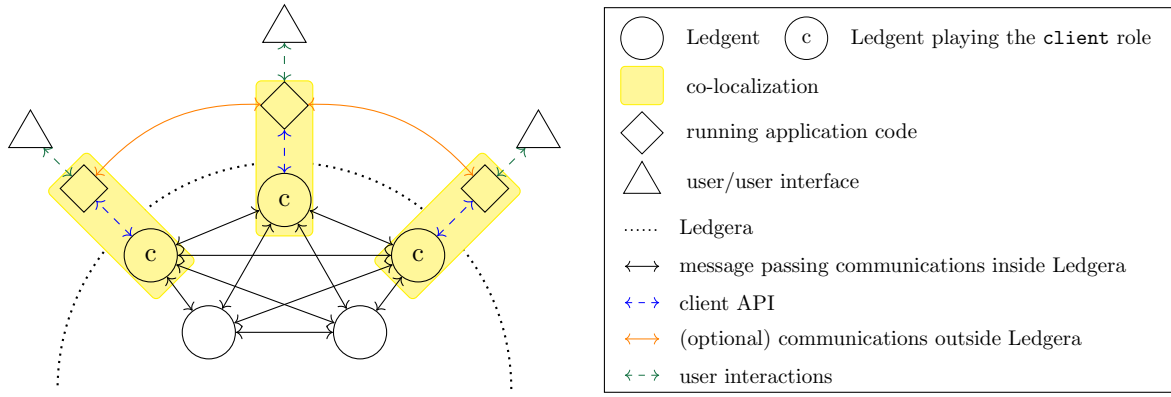 c
c
c
Ledgent
c
Ledgent playing the client role
co-localization
running application code
user/user interface
Ledgera
message passing communications inside Ledgera
client API
(optional) communications outside Ledgera
user interactions